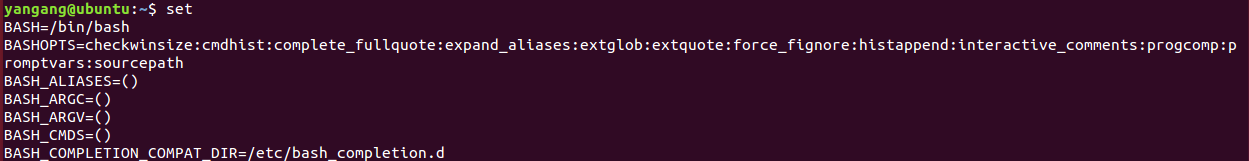 yangang@ubuntu:~$ set
BASH=/bin/bash
BASHOPTS=checkwinsize:cmdhist:complete_fullquote:expand_aliases:extglob:extquote:force_fignore:histappend:interactive_comments:progcomp:p
romptvars:sourcepath
BASH_ALIASES=()
BASH_ARGC=()
BASH_ARGV=()
BASH_CMDS=()
BASH_COMPLETION_COMPAT_DIR=/etc/bash_completion.d